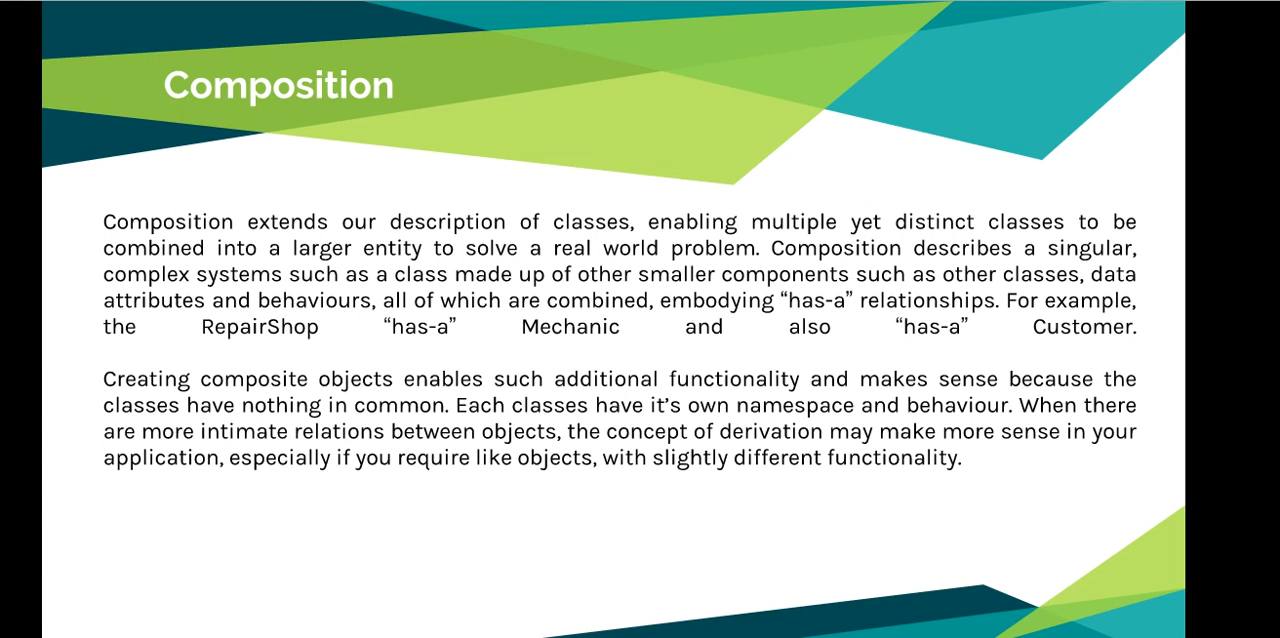 Composition
Composition extends our description of classes, enabling multiple yet distinct classes to be
combined into a larger entity to solve a real world problem. Composition describes a singular,
complex systems such as a class made up of other smaller components such as other classes, data
attributes and behaviours, all of which are combined, embodying “has-a” relationships. For example,
the RepairShop “has-a” Mechanic and also “has-a” Customer.
Creating composite objects enables such additional functionality and makes sense because the
classes have nothing in common. Each classes have it’s own namespace and behaviour. When there
are more intimate relations between objects, the concept of derivation may make more sense in your
application, especially if you require like objects, with slightly different functionality.